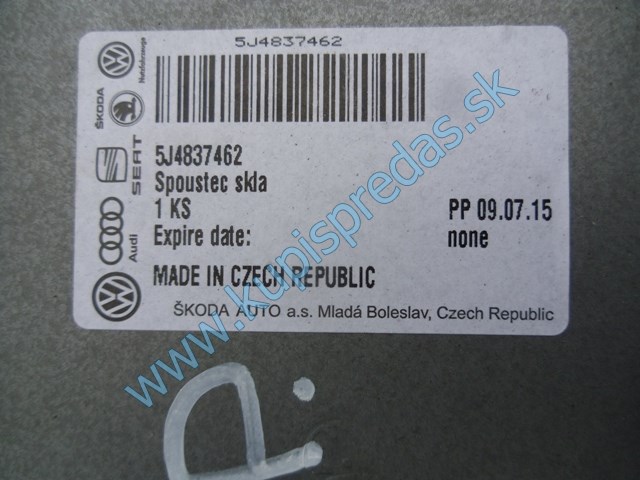 5J4837462
Nutzfahrzeuge
ŠKODA
SEAT
Audi
5J4837462
Spoustec skla
1 KS
PP 09.07.15
Expire date:
none
MADE IN CZECH REPUBLIC
ŠKODA AUTO a.s. Mladá Boleslav, Czech Republic
www.kupispredas.sk
D.